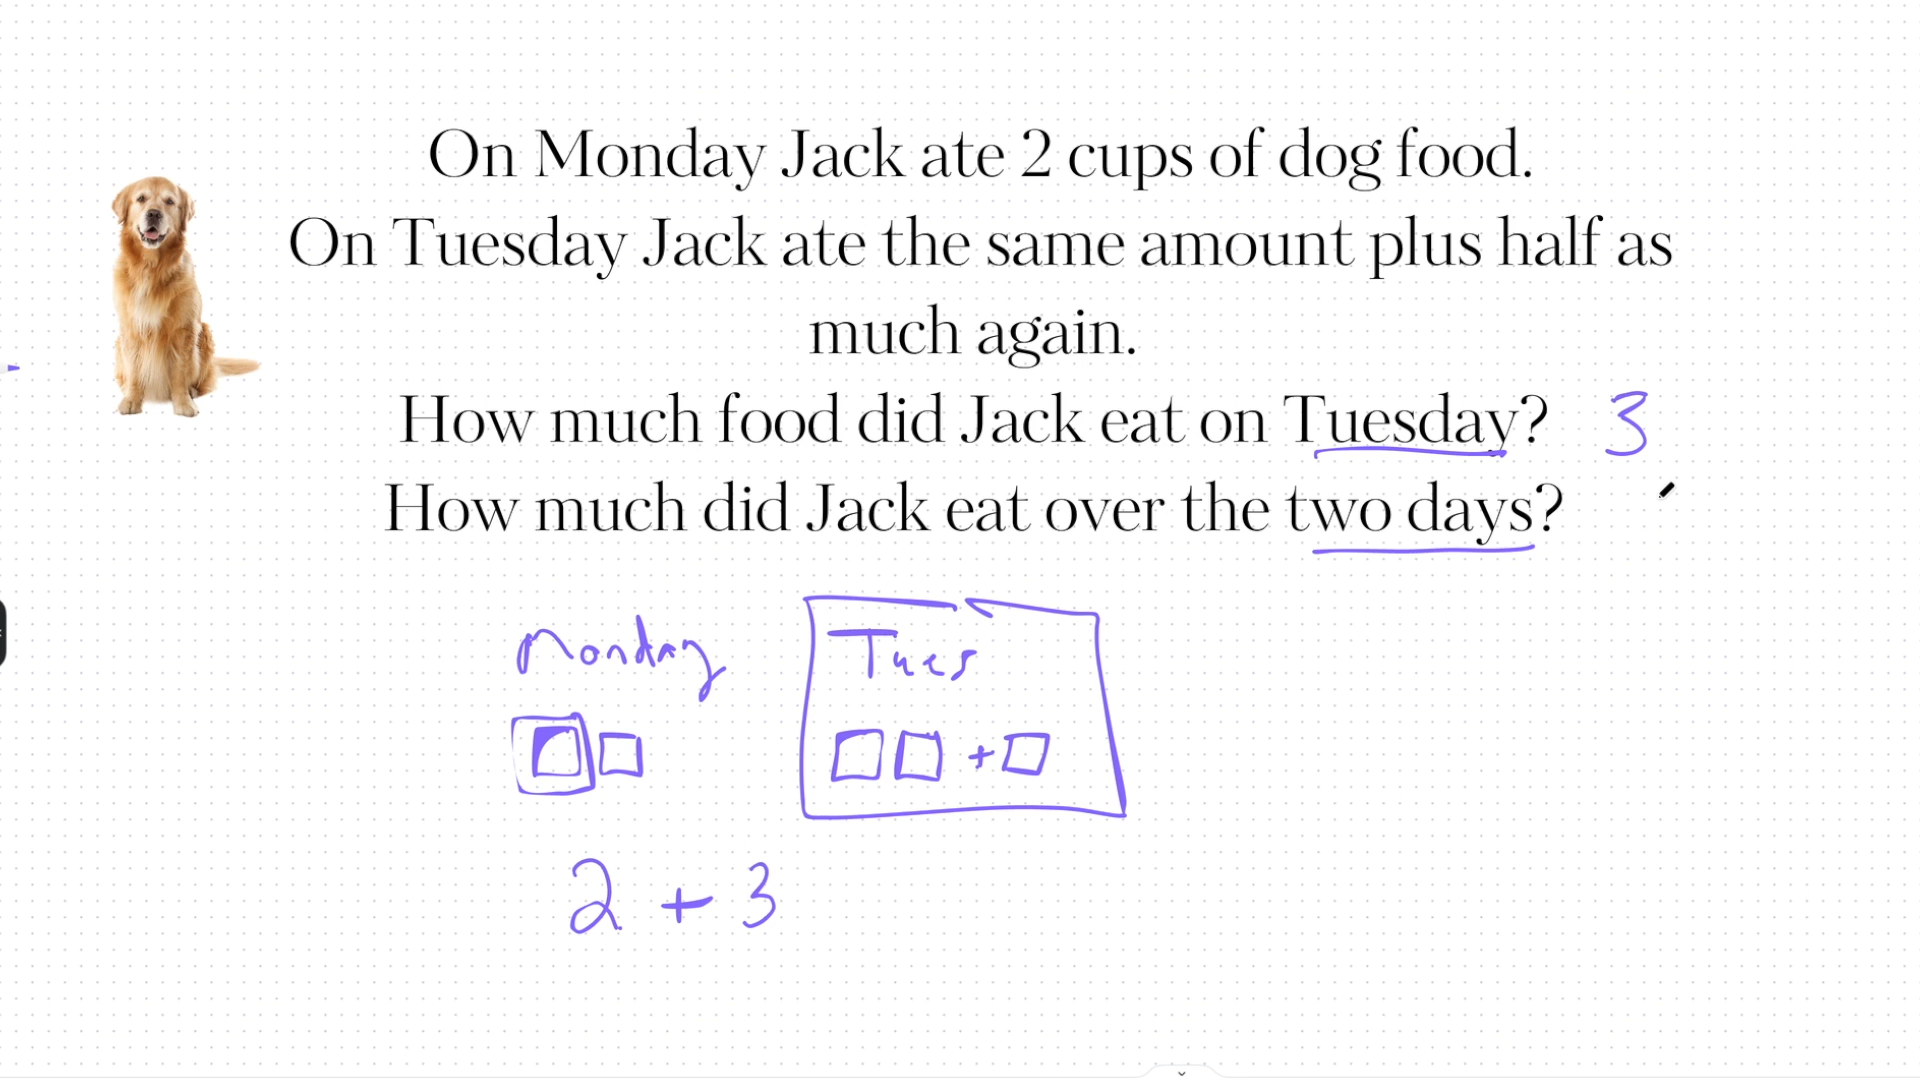 On Monday Jack ate 2 cups of dog food.
On Tuesday Jack ate the same amount plus half as
much again.
How much food did Jack eat on Tuesday? 3
How much did Jack eat over the two days?
Monday Tues
+
2 + 3